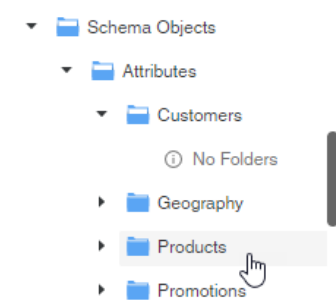 Schema Objects
Attributes
Customers
No Folders
Geography
Products
Promotions